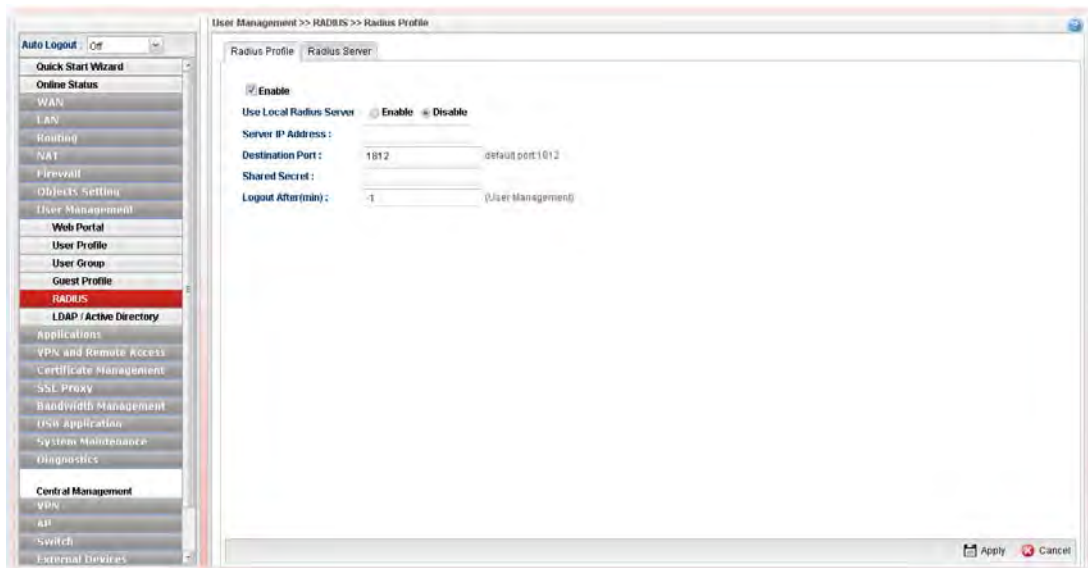 User Management >> RADIUS >> Radius Profile
Auto Logout : Off
Quick Start Wizard
Online Status
WAN
LAN
Routing
NAT
Firewall
Objects Setting
User Management
Web Portal
User Profile
User Group
Guest Profile
RADIUS
LDAP / Active Directory
Applications
VPN and Remote Access
Certificate Management
SSL Proxy
Bandwidth Management
USB Application
System Maintenance
Diagnostics
Central Management
VPN
AP
Switch
External Devices
Radius Profile Radius Server
Enable
Use Local Radius Server Enable Disable
Server IP Address :
Destination Port : 1812 default port:1812
Shared Secret :
Logout After(min) : -1 (User Management)
Apply Cancel